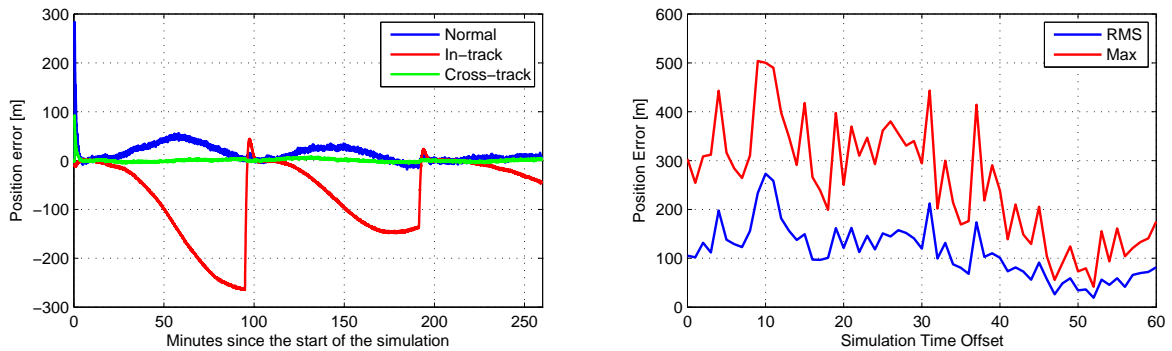 300
200
100
0
−100
−200
−300
Position error [m]
0 50 100 150 200 250
Minutes since the start of the simulation
Normal
In−track
Cross−track
600
500
400
300
200
100
0
Position Error [m]
0 10 20 30 40 50 60
Simulation Time Offset
RMS
Max